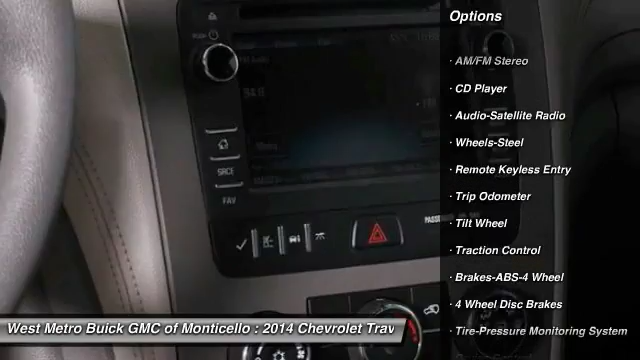 Options
· AM/FM Stereo
· CD Player
· Audio-Satellite Radio
· Wheels-Steel
· Remote Keyless Entry
· Trip Odometer
· Tilt Wheel
· Traction Control
· Brakes-ABS-4 Wheel
· 4 Wheel Disc Brakes
· Tire-Pressure Monitoring System
SRCE
FAV
West Metro Buick GMC of Monticello : 2014 Chevrolet Trav